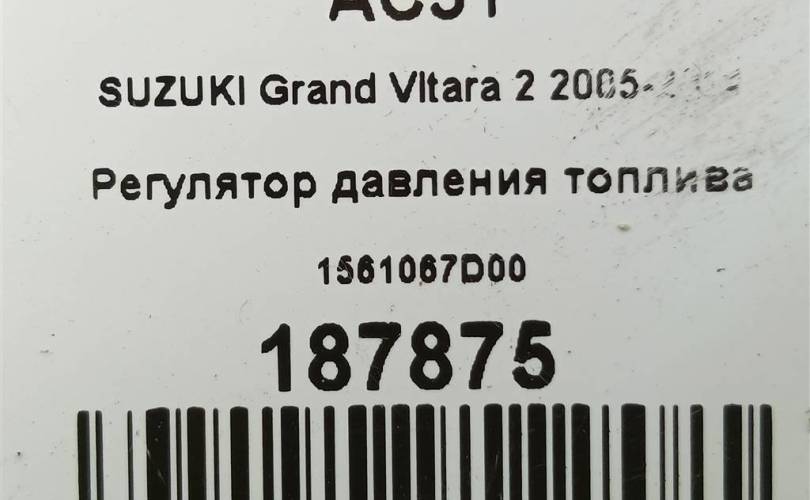 SUZUKI Grand VItara 2 2005-
Регулятор давления топлива
1561067D00
187875